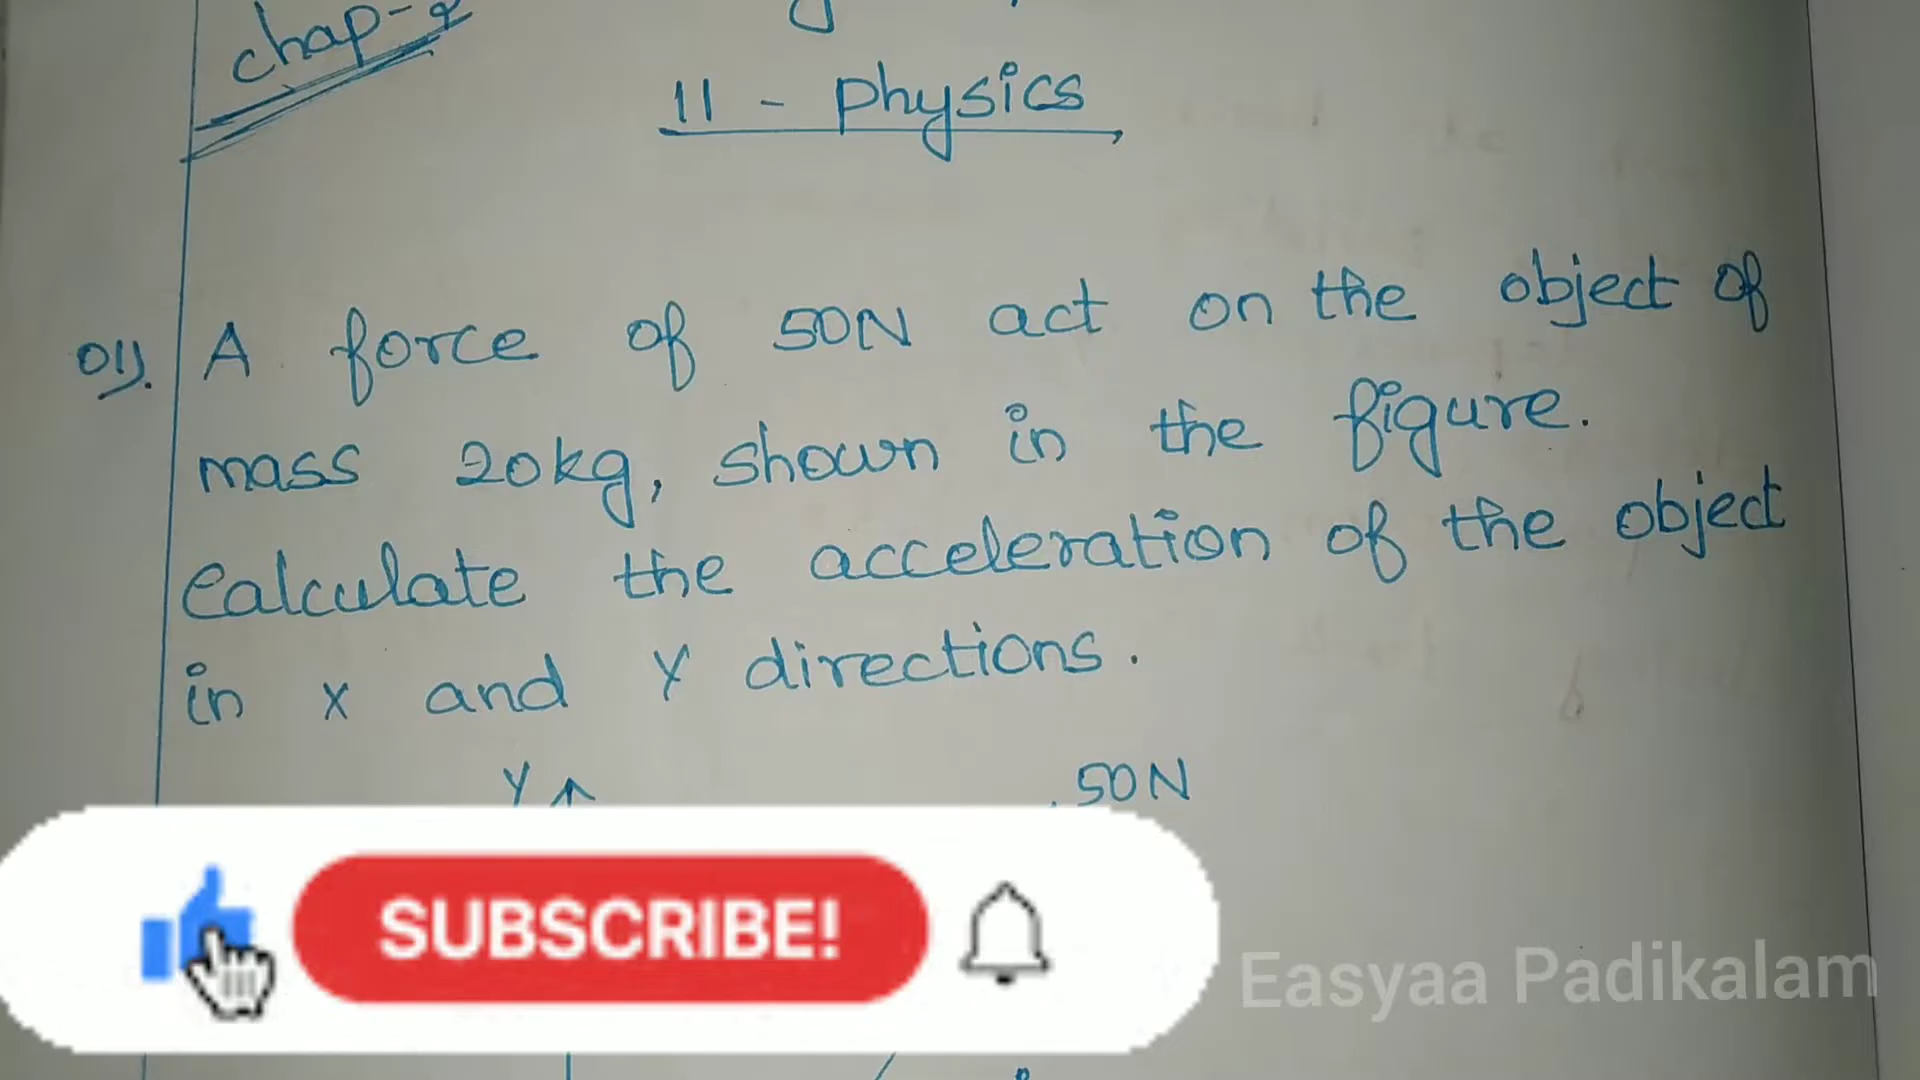 chap-2
11 - physics
01). A force of 50N act on the object of
mass 20kg, shown in the figure.
Calculate the acceleration of the object
in x and y directions.
Y 50N
SUBSCRIBE!
Easyaa Padikalam